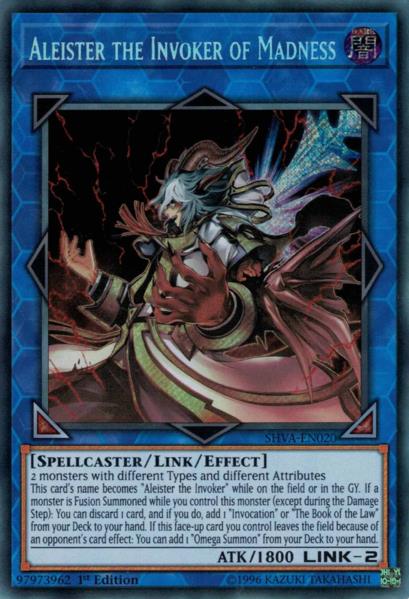 ALEISTER THE INVOKER OF MADNESS
DARK
闇
SHVA-EN020
[SPELLCASTER/LINK/EFFECT]
2 monsters with different Types and different Attributes
This card's name becomes "Aleister the Invoker" while on the field or in the GY. If a
monster is Fusion Summoned while you control this monster (except during the Damage
Step): You can discard 1 card, and if you do, add 1 "Invocation" or "The Book of the Law"
from your Deck to your hand. If this face-up card you control leaves the field because of
an opponent's card effect: You can add 1 "Omega Summon" from your Deck to your hand.
ATK/1800 LINK-2
97973962 1st Edition ©1996 KAZUKI TAKAHASHI